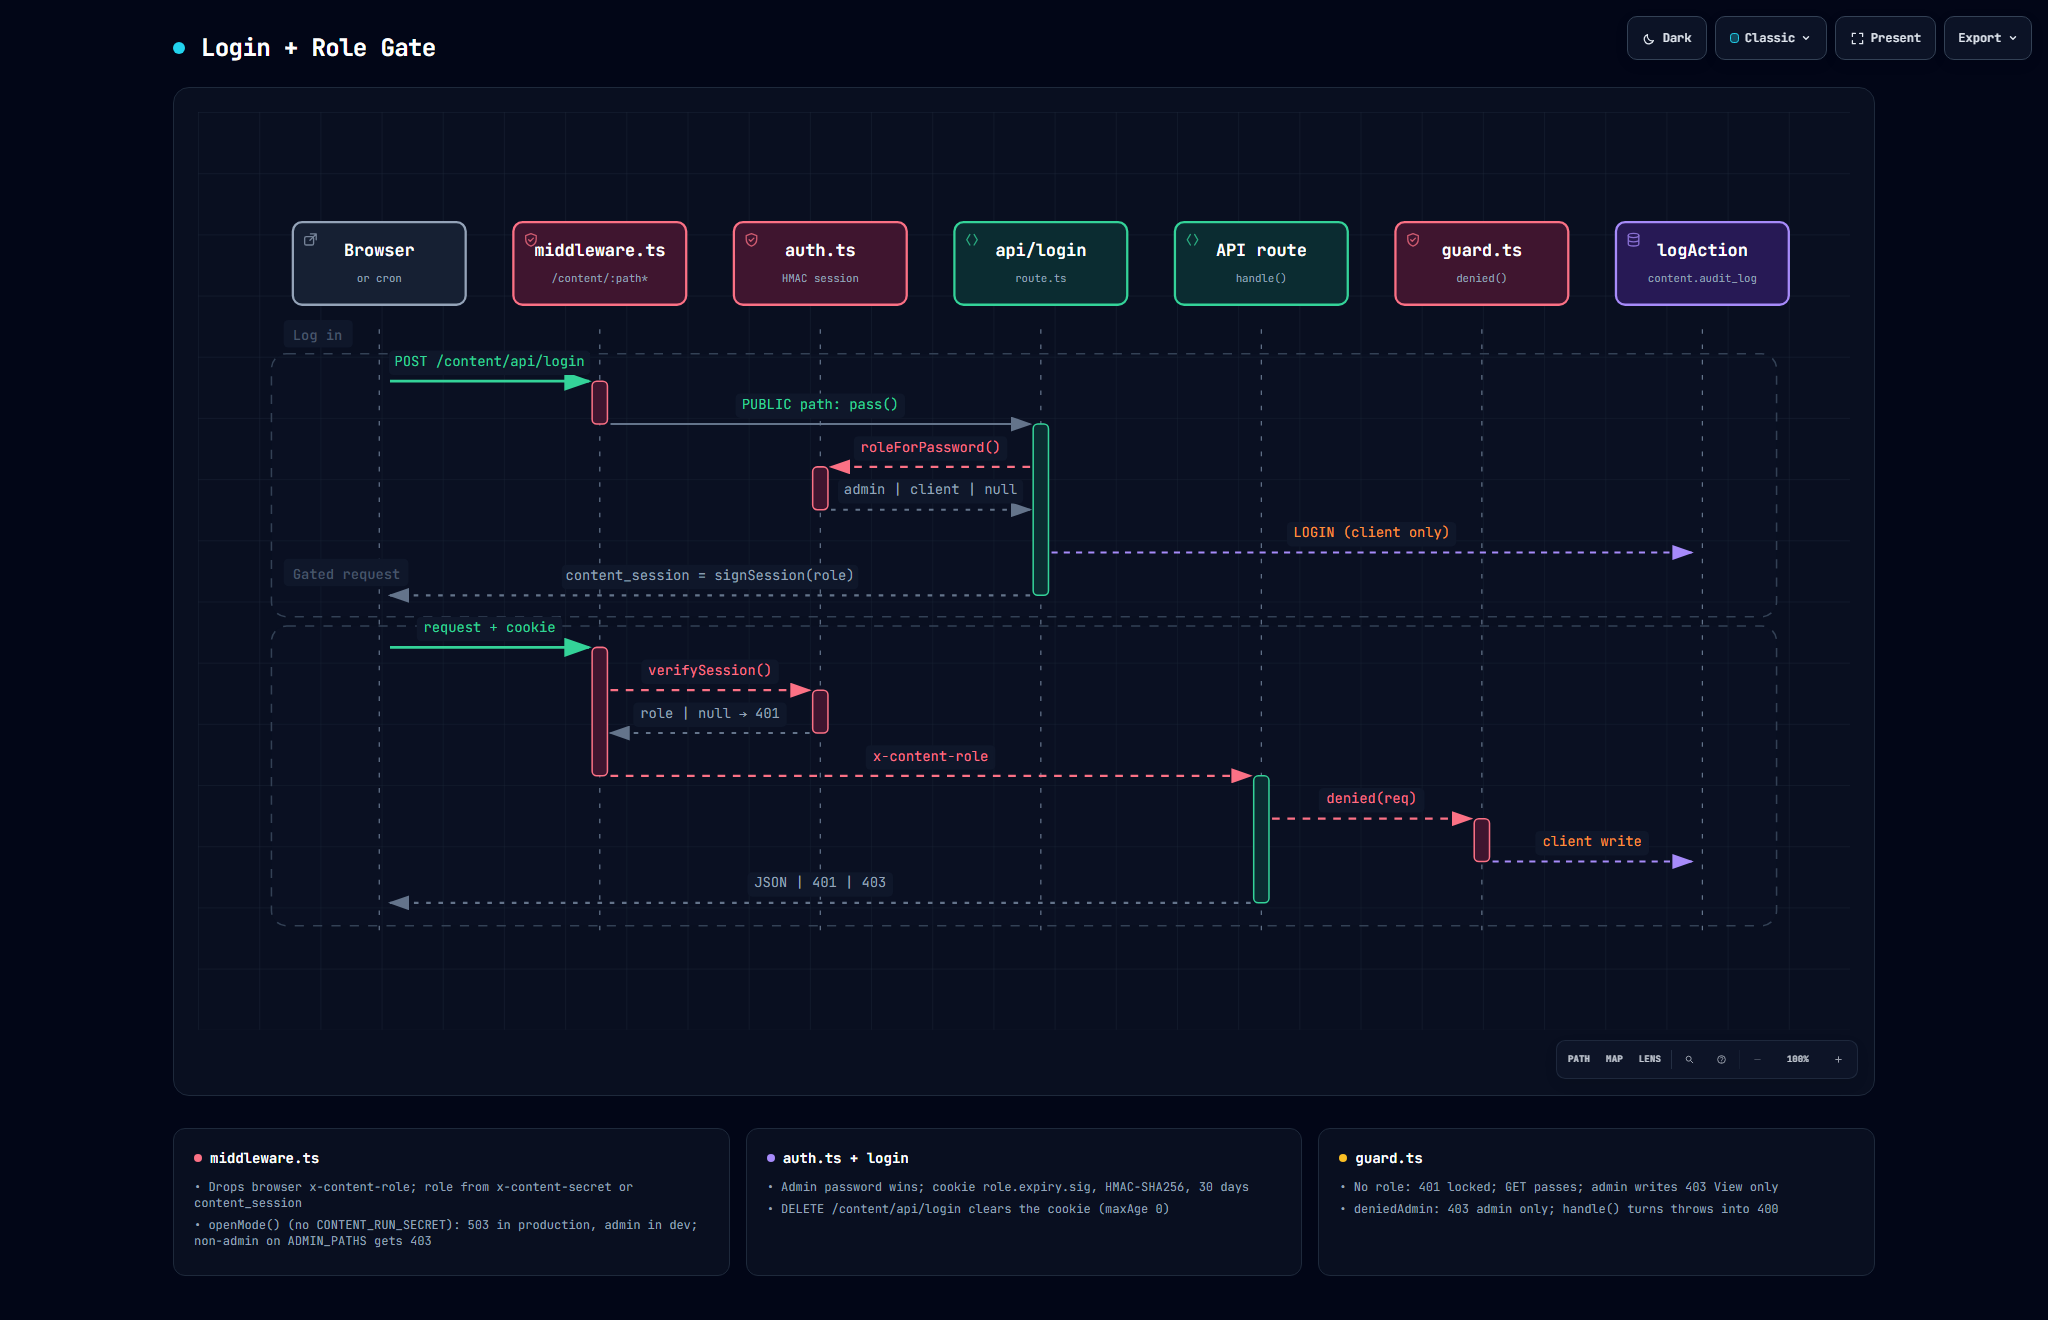 Login + Role Gate
Dark
Classic
Present
Export
Browser
or cron
middleware.ts
/content/:path*
auth.ts
HMAC session
api/login
route.ts
API route
handle()
guard.ts
denied()
logAction
content.audit_log
Log in
POST /content/api/login
PUBLIC path: pass()
roleForPassword()
admin | client | null
LOGIN (client only)
Gated request
content_session = signSession(role)
request + cookie
verifySession()
role | null → 401
x-content-role
denied(req)
client write
JSON | 401 | 403
PATH MAP LENS − 100% +
middleware.ts
• Drops browser x-content-role; role from x-content-secret or
content_session
• openMode() (no CONTENT_RUN_SECRET): 503 in production, admin in dev;
non-admin on ADMIN_PATHS gets 403
auth.ts + login
• Admin password wins; cookie role.expiry.sig, HMAC-SHA256, 30 days
• DELETE /content/api/login clears the cookie (maxAge 0)
guard.ts
• No role: 401 locked; GET passes; admin writes 403 View only
• deniedAdmin: 403 admin only; handle() turns throws into 400